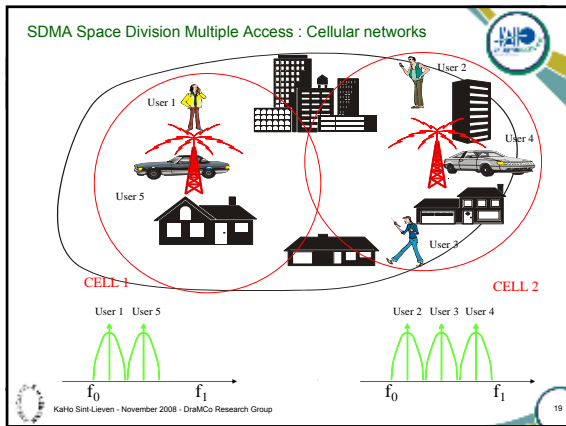 SDMA Space Division Multiple Access : Cellular networks
User 1
User 2
User 4
User 5
User 3
CELL 1
CELL 2
User 1 User 5
User 2 User 3 User 4
f0 f1
f0 f1
KaHo Sint-Lieven - November 2008 - DraMCo Research Group
19